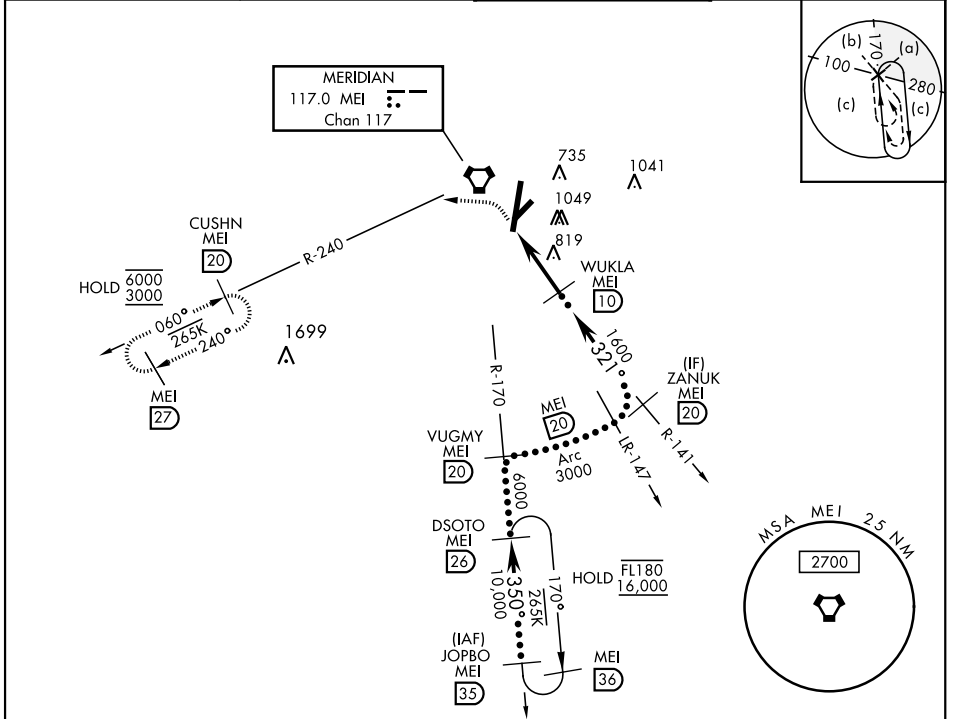 MERIDIAN
117.0 MEI
Chan 117
(b)
170
(a)
100
280
(c)
(c)
735
1041
1049
819
CUSHN
MEI
20
R-240
HOLD 6000
3000
060°
265K
240°
MEI
27
1699
WUKLA
MEI
10
1600
321°
(IF)
ZANUK
MEI
20
R-141
LR-147
R-170
MEI
20
Arc
3000
VUGMY
MEI
20
6000
DSOTO
MEI
26
350°
10,000
170°
265K
HOLD FL180
16,000
(IAF)
JOPBO
MEI
35
MEI
36
MSA MEI 25 NM
2700